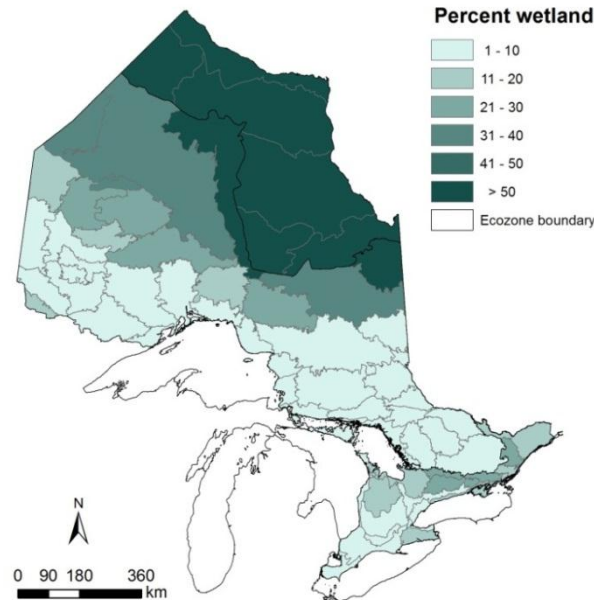 Percent wetland
1 - 10
11 - 20
21 - 30
31 - 40
41 - 50
> 50
Ecozone boundary
N
0 90 180 360
km